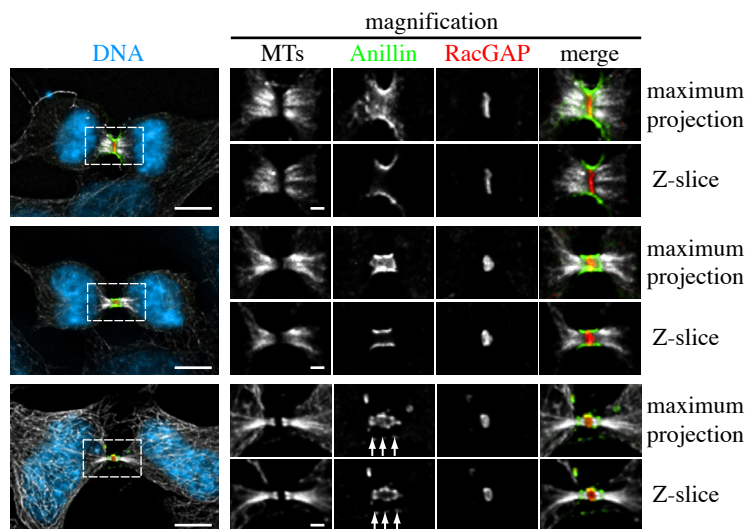 magnification
DNA MTs Anillin RacGAP merge
maximum
projection
Z-slice
maximum
projection
Z-slice
maximum
projection
Z-slice